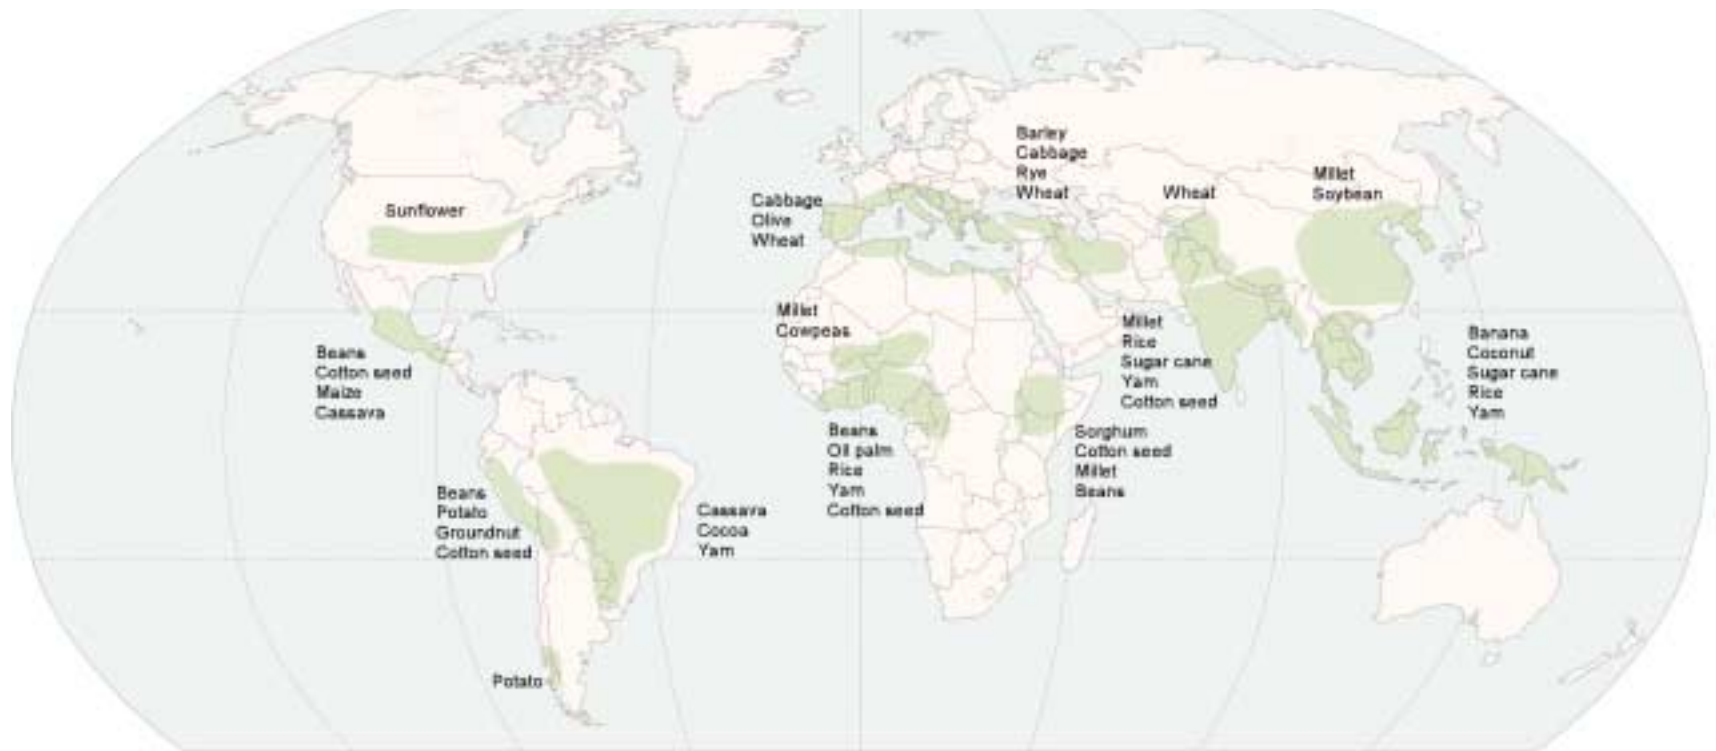 Sunflower
Beans
Cotton seed
Maize
Cassava
Beans
Potato
Groundnut
Cotton seed
Potato
Cassava
Cocoa
Yam
Cabbage
Olive
Wheat
Millet
Cowpeas
Beans
Oil palm
Rice
Yam
Cotton seed
Barley
Cabbage
Rye
Wheat
Wheat
Millet
Soybean
Millet
Rice
Sugar cane
Yam
Cotton seed
Sorghum
Cotton seed
Millet
Beans
Banana
Coconut
Sugar cane
Rice
Yam